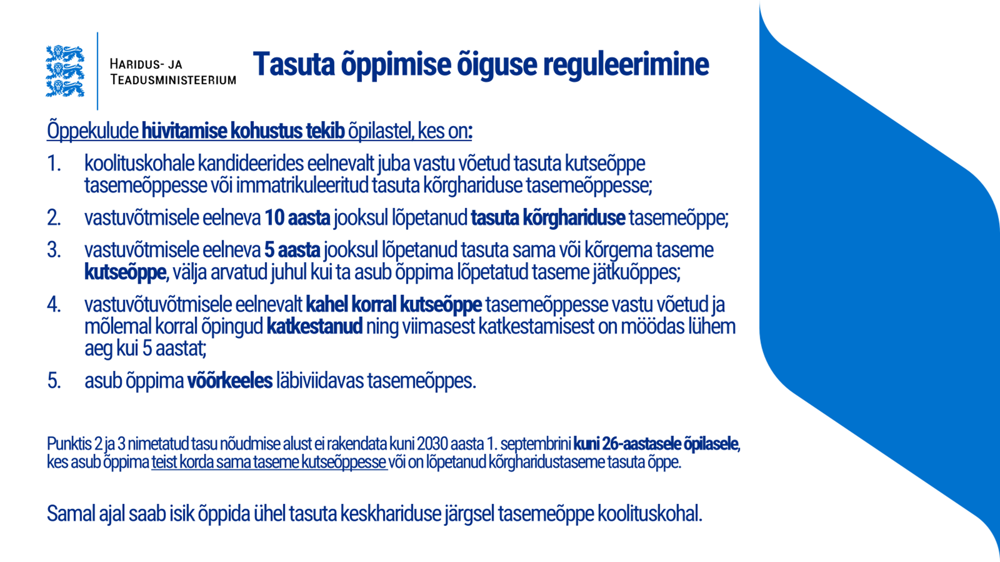 HARIDUS- JA
TEADUSMINISTEERIUM
Tasuta õppimise õiguse reguleerimine
Õppekulude hüvitamise kohustus tekib õpilastel, kes on:
1. koolituskohale kandideerides eelnevalt juba vastu võetud tasuta kutseõppe
tasemeõppesse või immatrikuleeritud tasuta kõrghariduse tasemeõppesse;
2. vastuvõtmisele eelneva 10 aasta jooksul lõpetanud tasuta kõrghariduse tasemeõppe;
3. vastuvõtmisele eelneva 5 aasta jooksul lõpetanud tasuta sama või kõrgema taseme
kutseõppe, välja arvatud juhul kui ta asub õppima lõpetatud taseme jätkuõppes;
4. vastuvõtuvõtmisele eelnevalt kahel korral kutseõppe tasemeõppesse vastu võetud ja
mõlemal korral õpingud katkestanud ning viimasest katkestamisest on möödas lühem
aeg kui 5 aastat;
5. asub õppima võõrkeeles läbiviidavas tasemeõppes.
Punktis 2 ja 3 nimetatud tasu nõudmise alust ei rakendata kuni 2030 aasta 1. septembrini kuni 26-aastasele õpilasele,
kes asub õppima teist korda sama taseme kutseõppesse või on lõpetanud kõrgharidustaseme tasuta õppe.
Samal ajal saab isik õppida ühel tasuta keskhariduse järgsel tasemeõppe koolituskohal.